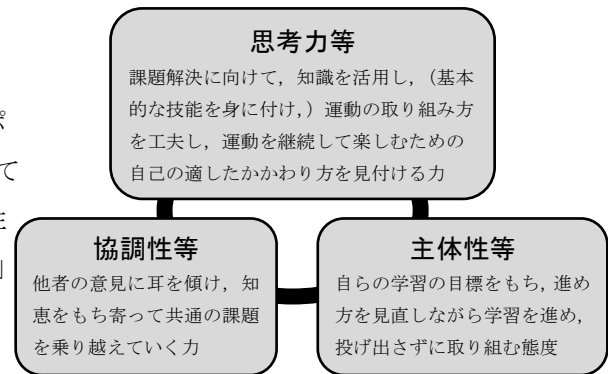 思考力等
課題解決に向けて，知識を活用し，（基本
的な技能を身に付け，）運動の取り組み方
を工夫し，運動を継続して楽しむための
自己の適したかかわり方を見付ける力
て
」
協調性等
他者の意見に耳を傾け，知
恵をもち寄って共通の課題
を乗り越えていく力
主体性等
自らの学習の目標をもち，進め
方を見直しながら学習を進め，
投げ出さずに取り組む態度